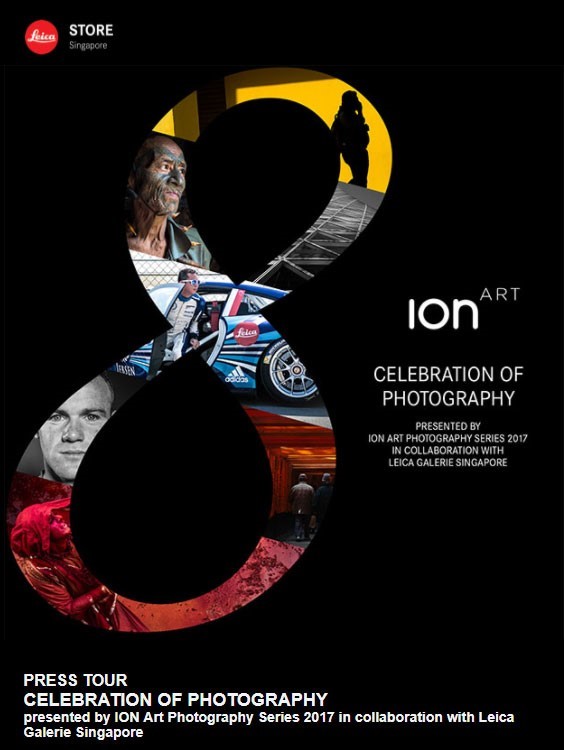 Leica
STORE
Singapore
ION ART
CELEBRATION OF
PHOTOGRAPHY
PRESENTED BY
ION ART PHOTOGRAPHY SERIES 2017
IN COLLABORATION WITH
LEICA GALERIE SINGAPORE
Leica
adidas
PRESS TOUR
CELEBRATION OF PHOTOGRAPHY
presented by ION Art Photography Series 2017 in collaboration with Leica
Galerie Singapore